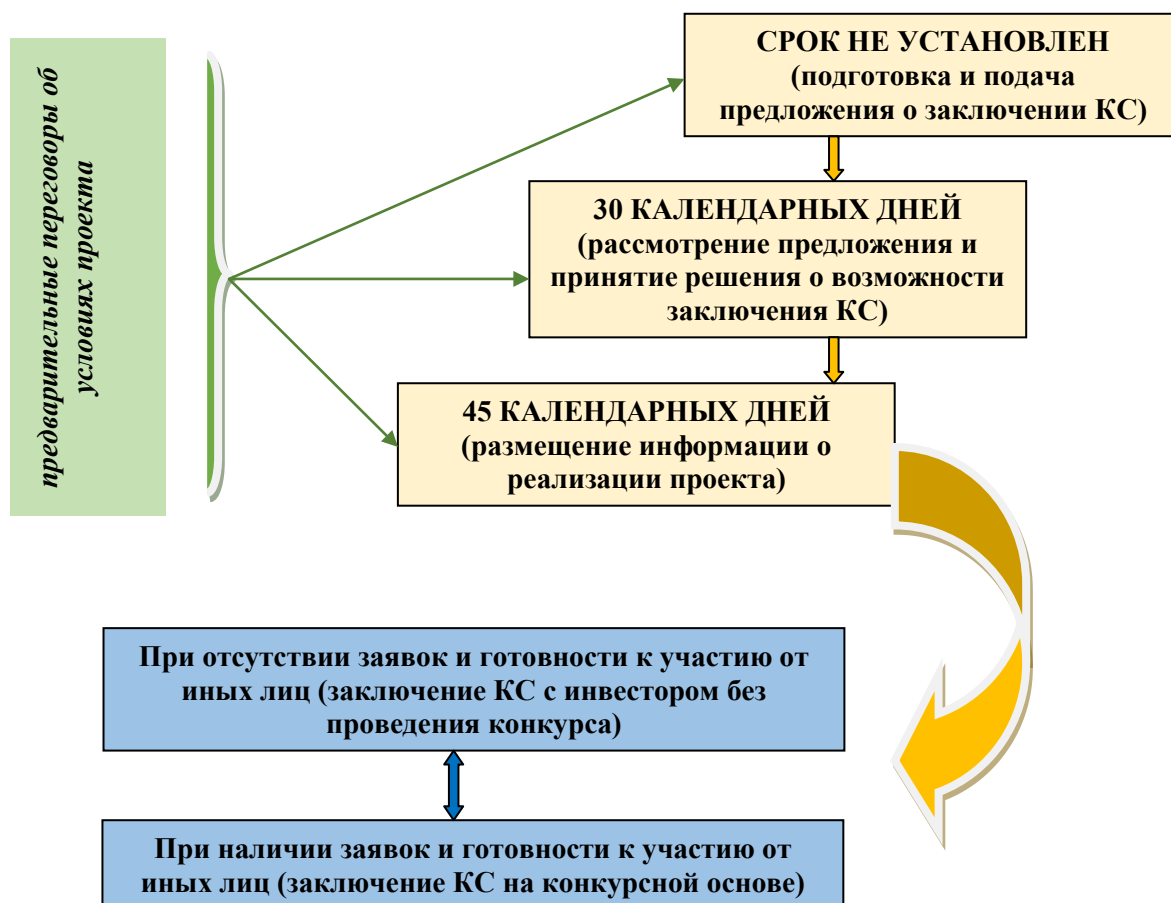 предварительные переговоры об
условиях проекта
СРОК НЕ УСТАНОВЛЕН
(подготовка и подача
предложения о заключении КС)
30 КАЛЕНДАРНЫХ ДНЕЙ
(рассмотрение предложения и
принятие решения о возможности
заключения КС)
45 КАЛЕНДАРНЫХ ДНЕЙ
(размещение информации о
реализации проекта)
При отсутствии заявок и готовности к участию от
иных лиц (заключение КС с инвестором без
проведения конкурса)
При наличии заявок и готовности к участию от
иных лиц (заключение КС на конкурсной основе)